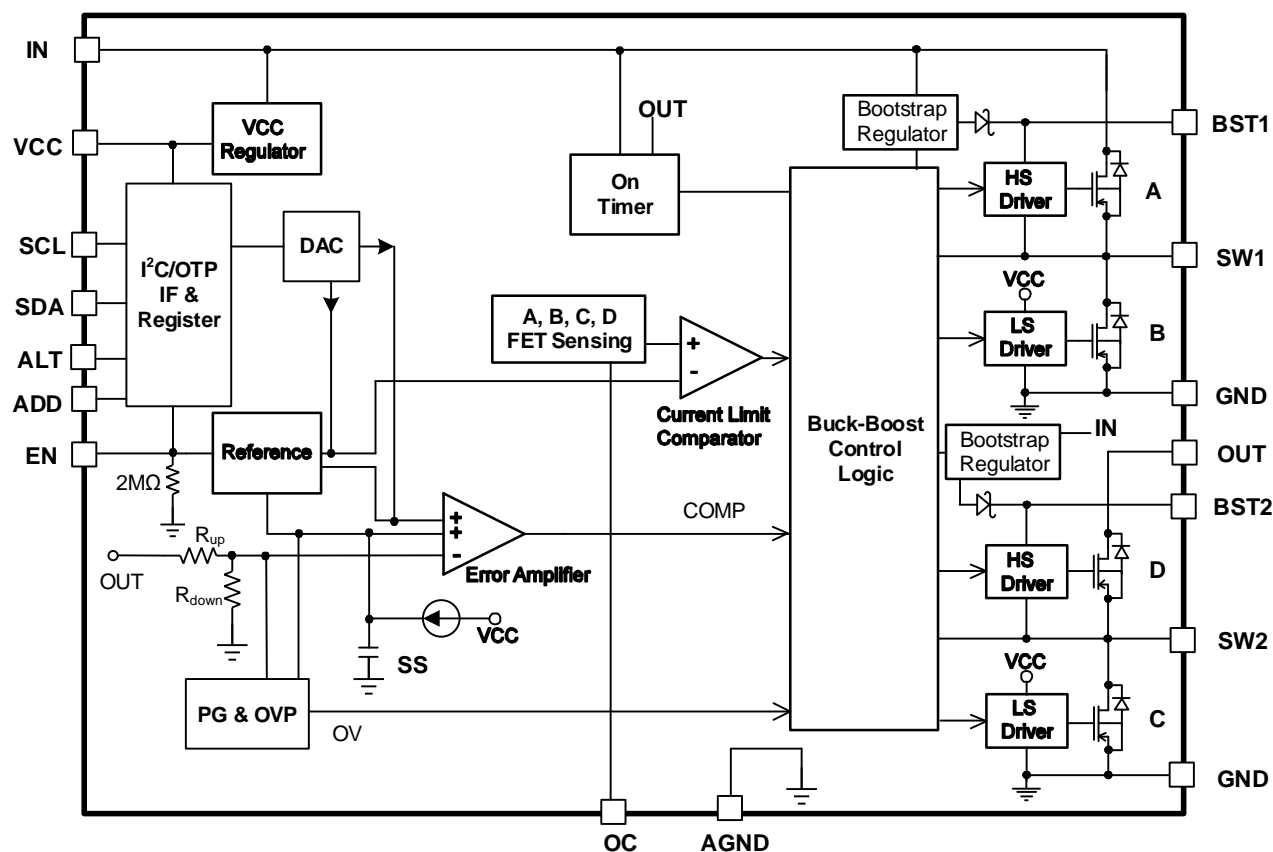 IN
VCC
SCL
SDA
ALT
ADD
EN
VCC
Regulator
I²C/OTP
IF &
Register
DAC
Reference
2MΩ
OUT
R_up
R_down
PG & OVP
OV
SS
VCC
Error Amplifier
+
+
-
COMP
OUT
On
Timer
A, B, C, D
FET Sensing
+
-
Current Limit
Comparator
Buck-Boost
Control
Logic
Bootstrap
Regulator
HS
Driver
A
VCC
LS
Driver
B
Bootstrap
Regulator
IN
HS
Driver
D
VCC
LS
Driver
C
BST1
SW1
GND
OUT
BST2
SW2
GND
OC
AGND